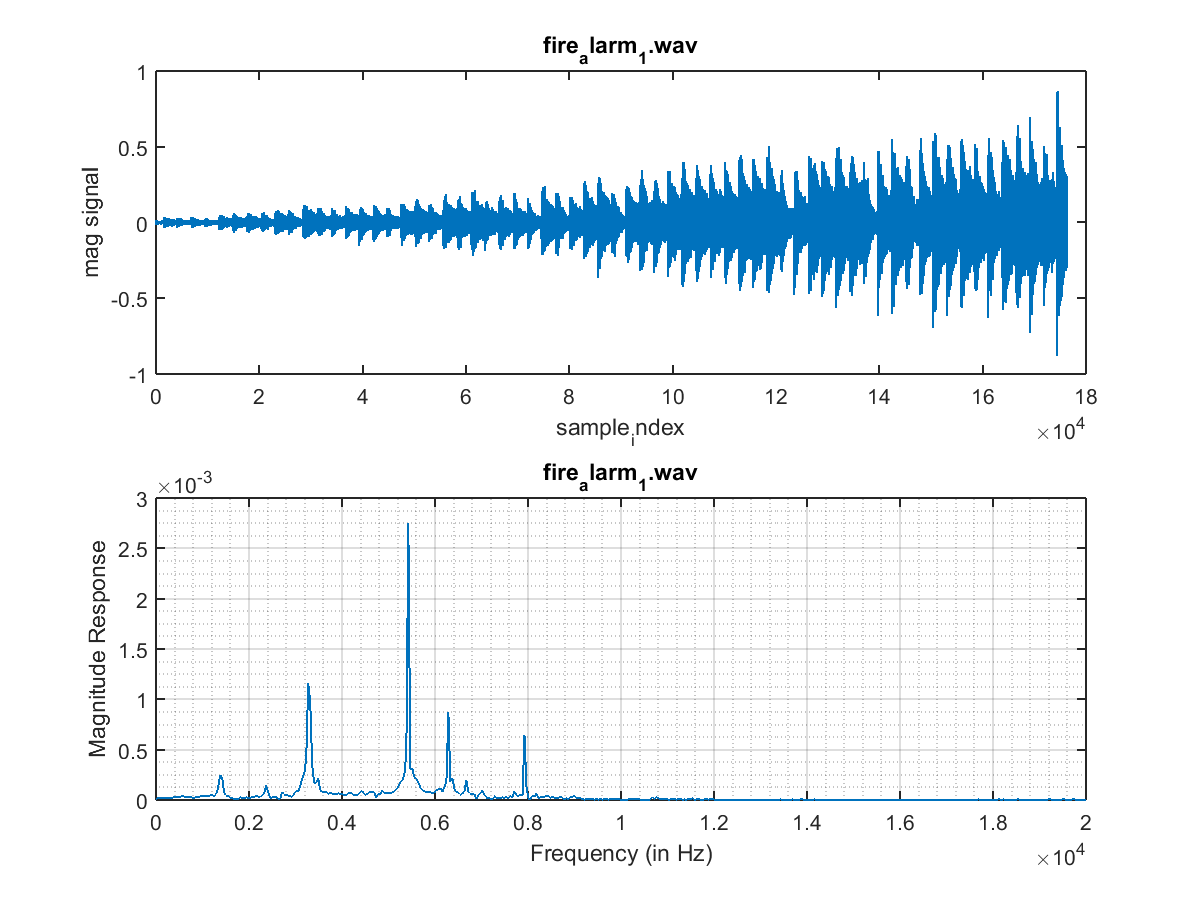 fire_alarm_1.wav
1
0.5
0
-0.5
-1
mag signal
0 2 4 6 8 10 12 14 16 18
×10^4
sample_index
fire_alarm_1.wav
×10^-3
3
2.5
2
1.5
1
0.5
0
Magnitude Response
0 0.2 0.4 0.6 0.8 1 1.2 1.4 1.6 1.8 2
×10^4
Frequency (in Hz)